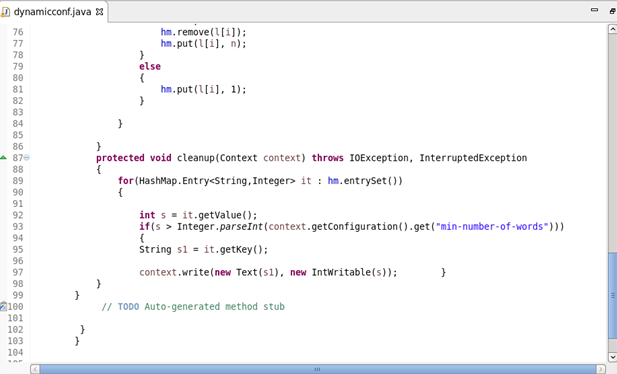 dynamicconf.java
76 hm.remove(l[i]);
77 hm.put(l[i], n);
78 }
79 else
80 {
81 hm.put(l[i], 1);
82 }
83
84 }
85
86 }
87 protected void cleanup(Context context) throws IOException, InterruptedException
88 {
89 for(HashMap.Entry<String,Integer> it : hm.entrySet())
90 {
91
92 int s = it.getValue();
93 if(s > Integer.parseInt(context.getConfiguration().get("min-number-of-words")))
94 {
95 String s1 = it.getKey();
96
97 context.write(new Text(s1), new IntWritable(s)); }
98 }
99 }
100 // TODO Auto-generated method stub
101
102 }
103 }
104